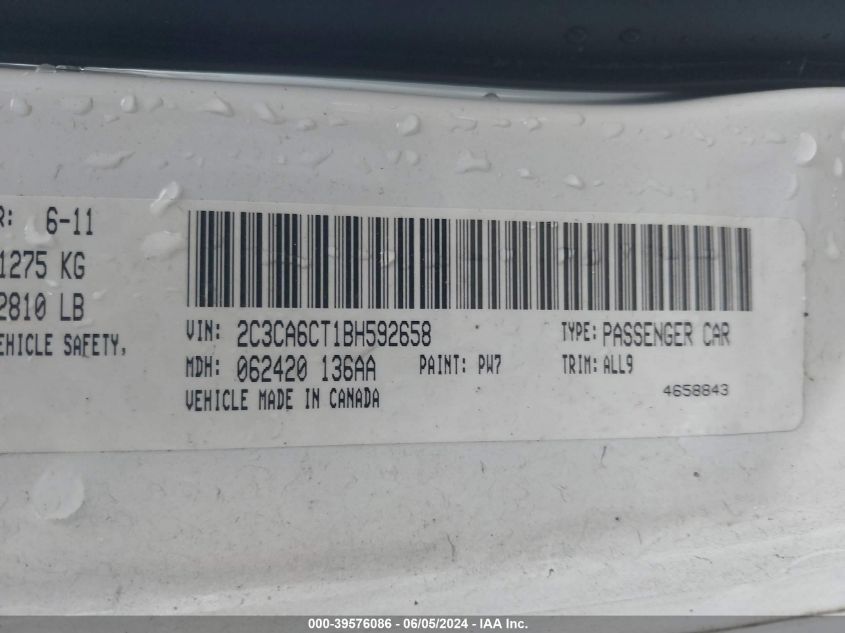 R: 6-11
1275 KG
2810 LB
EHICLE SAFETY,
VIN: 2C3CA6CT1BH592658 TYPE: PASSENGER CAR
MDH: 062420 136AA PAINT: PW7 TRIM: ALL9
VEHICLE MADE IN CANADA 4658843
000-39576086 - 06/05/2024 - IAA Inc.